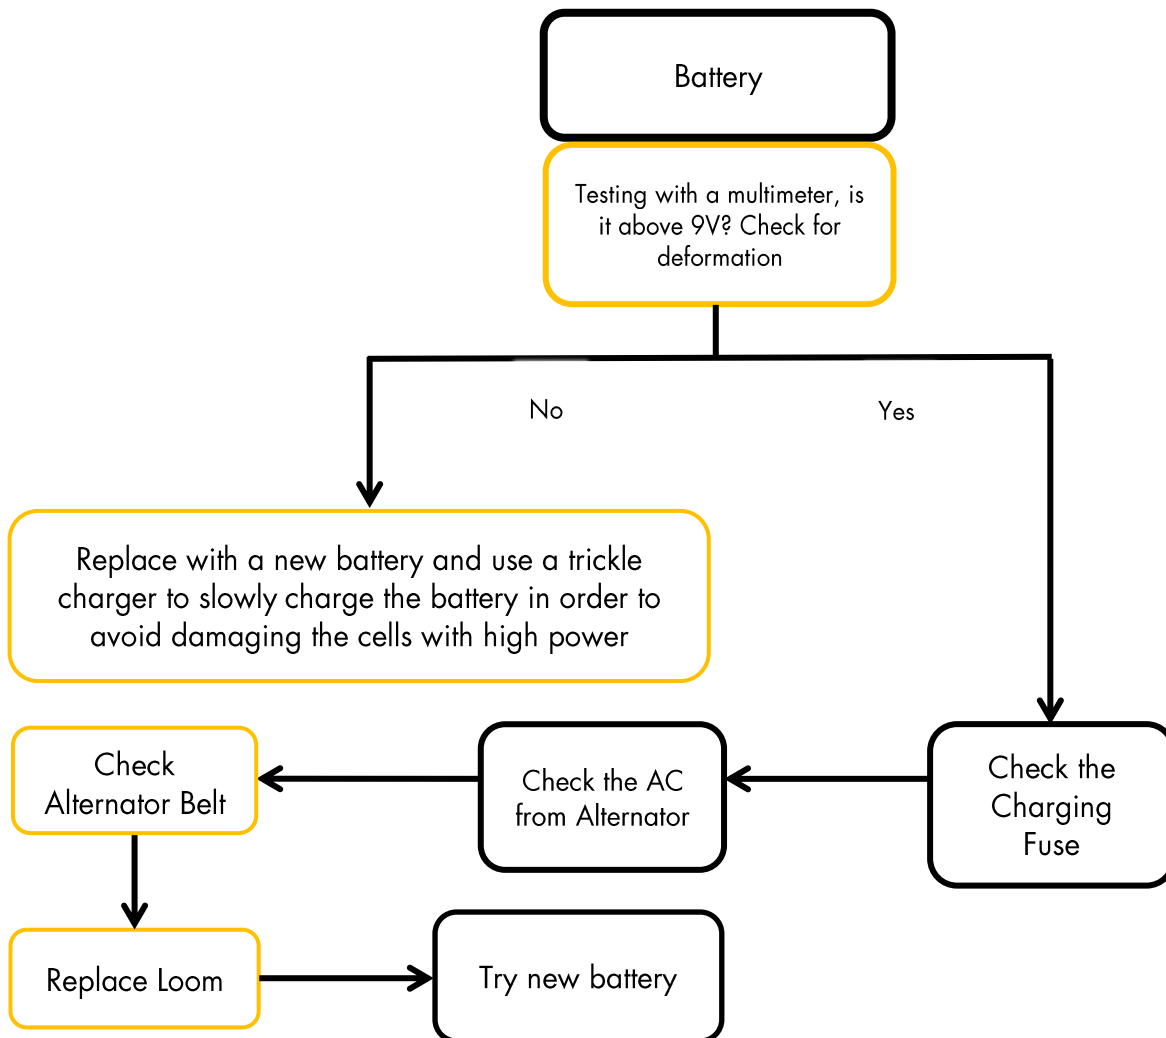 Battery
Testing with a multimeter, is
it above 9V? Check for
deformation
No
Yes
Replace with a new battery and use a trickle
charger to slowly charge the battery in order to
avoid damaging the cells with high power
Check
Alternator Belt
Check the AC
from Alternator
Check the
Charging
Fuse
Replace Loom
Try new battery